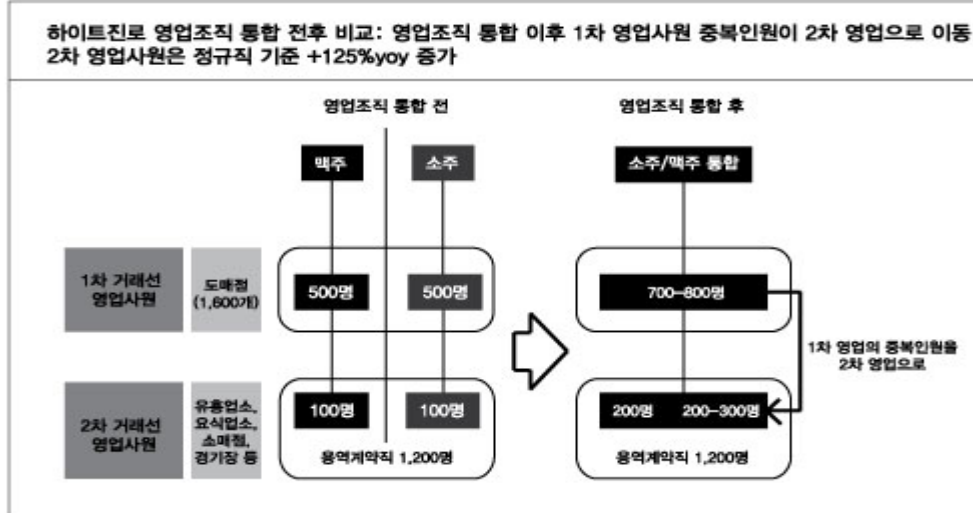 하이트진로 영업조직 통합 전후 비교: 영업조직 통합 이후 1차 영업사원 중복인원이 2차 영업으로 이동
2차 영업사원은 정규직 기준 +125%yoy 증가
영업조직 통합 전
영업조직 통합 후
맥주
소주
소주/맥주 통합
1차 거래선
영업사원
도매점
(1,600개)
500명
500명
700-800명
1차 영업의 중복인원을
2차 영업으로
2차 거래선
영업사원
유흥업소,
요식업소,
소매점,
경기장 등
100명
100명
용역계약직 1,200명
200명 200-300명
용역계약직 1,200명